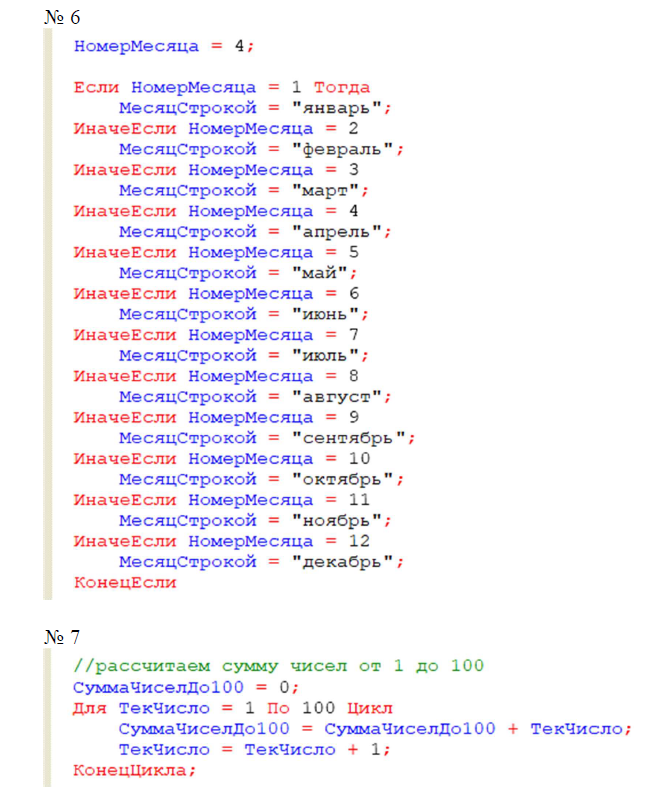 № 6
НомерМесяца = 4;
Если НомерМесяца = 1 Тогда
МесяцСтрокой = "январь";
ИначеЕсли НомерМесяца = 2
МесяцСтрокой = "февраль";
ИначеЕсли НомерМесяца = 3
МесяцСтрокой = "март";
ИначеЕсли НомерМесяца = 4
МесяцСтрокой = "апрель";
ИначеЕсли НомерМесяца = 5
МесяцСтрокой = "май";
ИначеЕсли НомерМесяца = 6
МесяцСтрокой = "июнь";
ИначеЕсли НомерМесяца = 7
МесяцСтрокой = "июль";
ИначеЕсли НомерМесяца = 8
МесяцСтрокой = "август";
ИначеЕсли НомерМесяца = 9
МесяцСтрокой = "сентябрь";
ИначеЕсли НомерМесяца = 10
МесяцСтрокой = "октябрь";
ИначеЕсли НомерМесяца = 11
МесяцСтрокой = "ноябрь";
ИначеЕсли НомерМесяца = 12
МесяцСтрокой = "декабрь";
КонецЕсли
№ 7
//рассчитаем сумму чисел от 1 до 100
СуммаЧиселДо100 = 0;
Для ТекЧисло = 1 По 100 Цикл
СуммаЧиселДо100 = СуммаЧиселДо100 + ТекЧисло;
ТекЧисло = ТекЧисло + 1;
КонецЦикла;